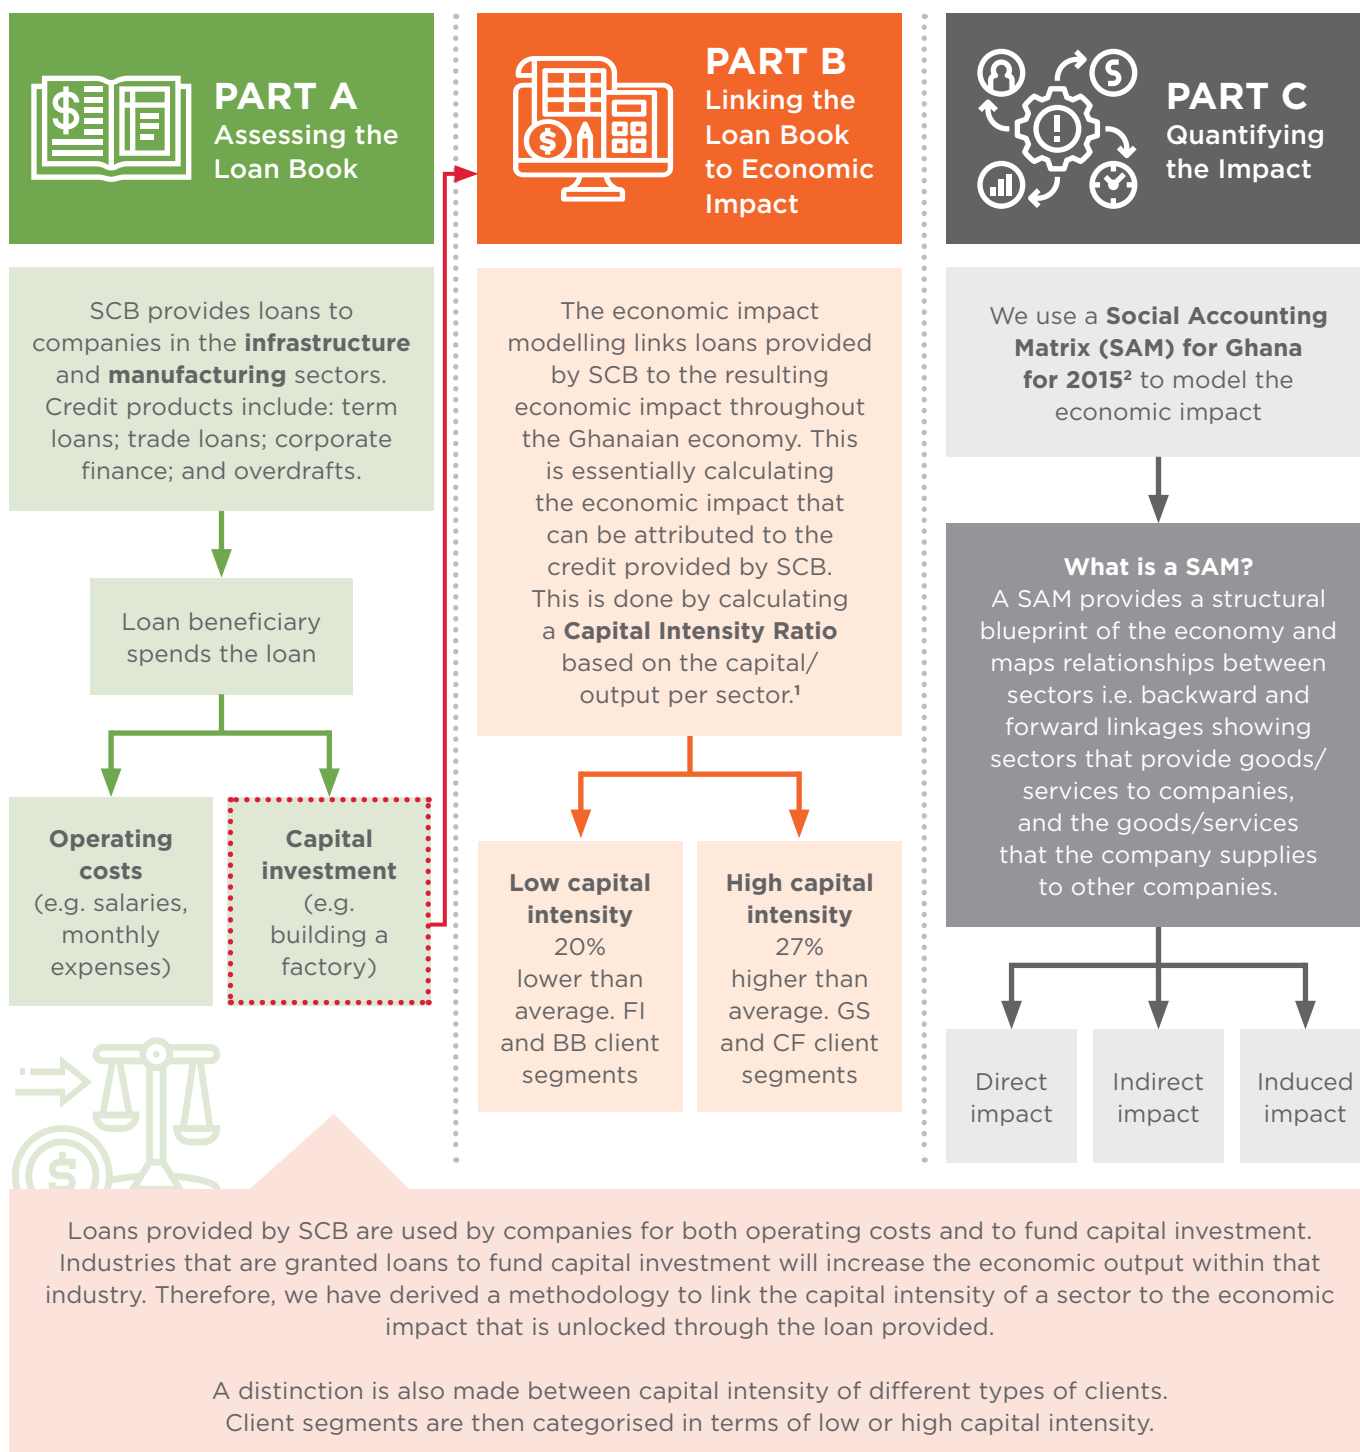 PART A
Assessing the
Loan Book
SCB provides loans to
companies in the infrastructure
and manufacturing sectors.
Credit products include: term
loans; trade loans; corporate
finance; and overdrafts.
Loan beneficiary
spends the loan
Operating
costs
(e.g. salaries,
monthly
expenses)
Capital
investment
(e.g.
building a
factory)
PART B
Linking the
Loan Book
to Economic
Impact
The economic impact
modelling links loans provided
by SCB to the resulting
economic impact throughout
the Ghanaian economy. This
is essentially calculating
the economic impact that
can be attributed to the
credit provided by SCB.
This is done by calculating
a Capital Intensity Ratio
based on the capital/
output per sector.¹
Low capital
intensity
20%
lower than
average. FI
and BB client
segments
High capital
intensity
27%
higher than
average. GS
and CF client
segments
PART C
Quantifying
the Impact
We use a Social Accounting
Matrix (SAM) for Ghana
for 2015² to model the
economic impact
What is a SAM?
A SAM provides a structural
blueprint of the economy and
maps relationships between
sectors i.e. backward and
forward linkages showing
sectors that provide goods/
services to companies,
and the goods/services
that the company supplies
to other companies.
Direct
impact
Indirect
impact
Induced
impact
Loans provided by SCB are used by companies for both operating costs and to fund capital investment.
Industries that are granted loans to fund capital investment will increase the economic output within that
industry. Therefore, we have derived a methodology to link the capital intensity of a sector to the economic
impact that is unlocked through the loan provided.
A distinction is also made between capital intensity of different types of clients.
Client segments are then categorised in terms of low or high capital intensity.